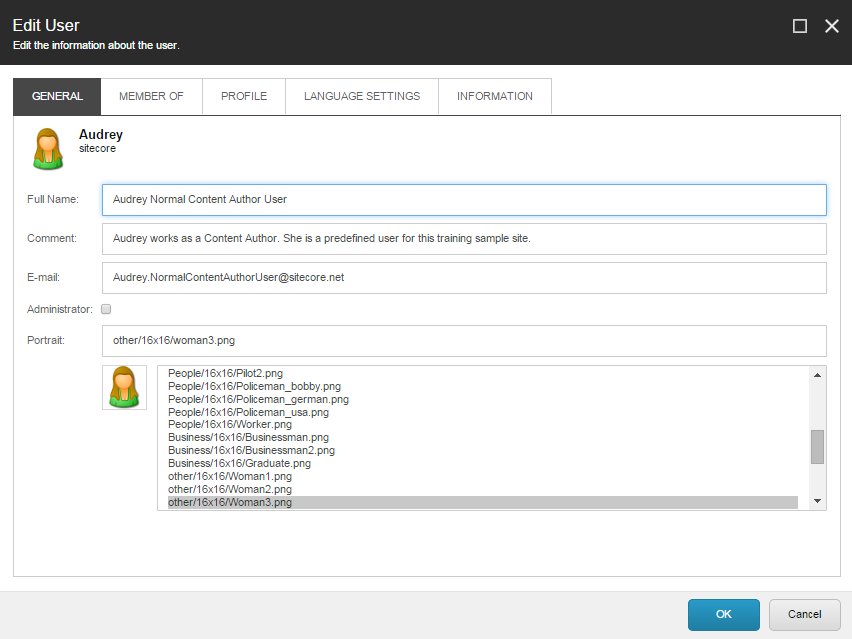 Edit User
Edit the information about the user.
GENERAL
MEMBER OF
PROFILE
LANGUAGE SETTINGS
INFORMATION
Audrey
sitecore
Full Name:
Audrey Normal Content Author User
Comment:
Audrey works as a Content Author. She is a predefined user for this training sample site.
E-mail:
Audrey.NormalContentAuthorUser@sitecore.net
Administrator:
Portrait:
other/16x16/woman3.png
People/16x16/Pilot2.png
People/16x16/Policeman_bobby.png
People/16x16/Policeman_german.png
People/16x16/Policeman_usa.png
People/16x16/Worker.png
Business/16x16/Businessman.png
Business/16x16/Businessman2.png
Business/16x16/Graduate.png
other/16x16/Woman1.png
other/16x16/Woman2.png
other/16x16/Woman3.png
OK
Cancel